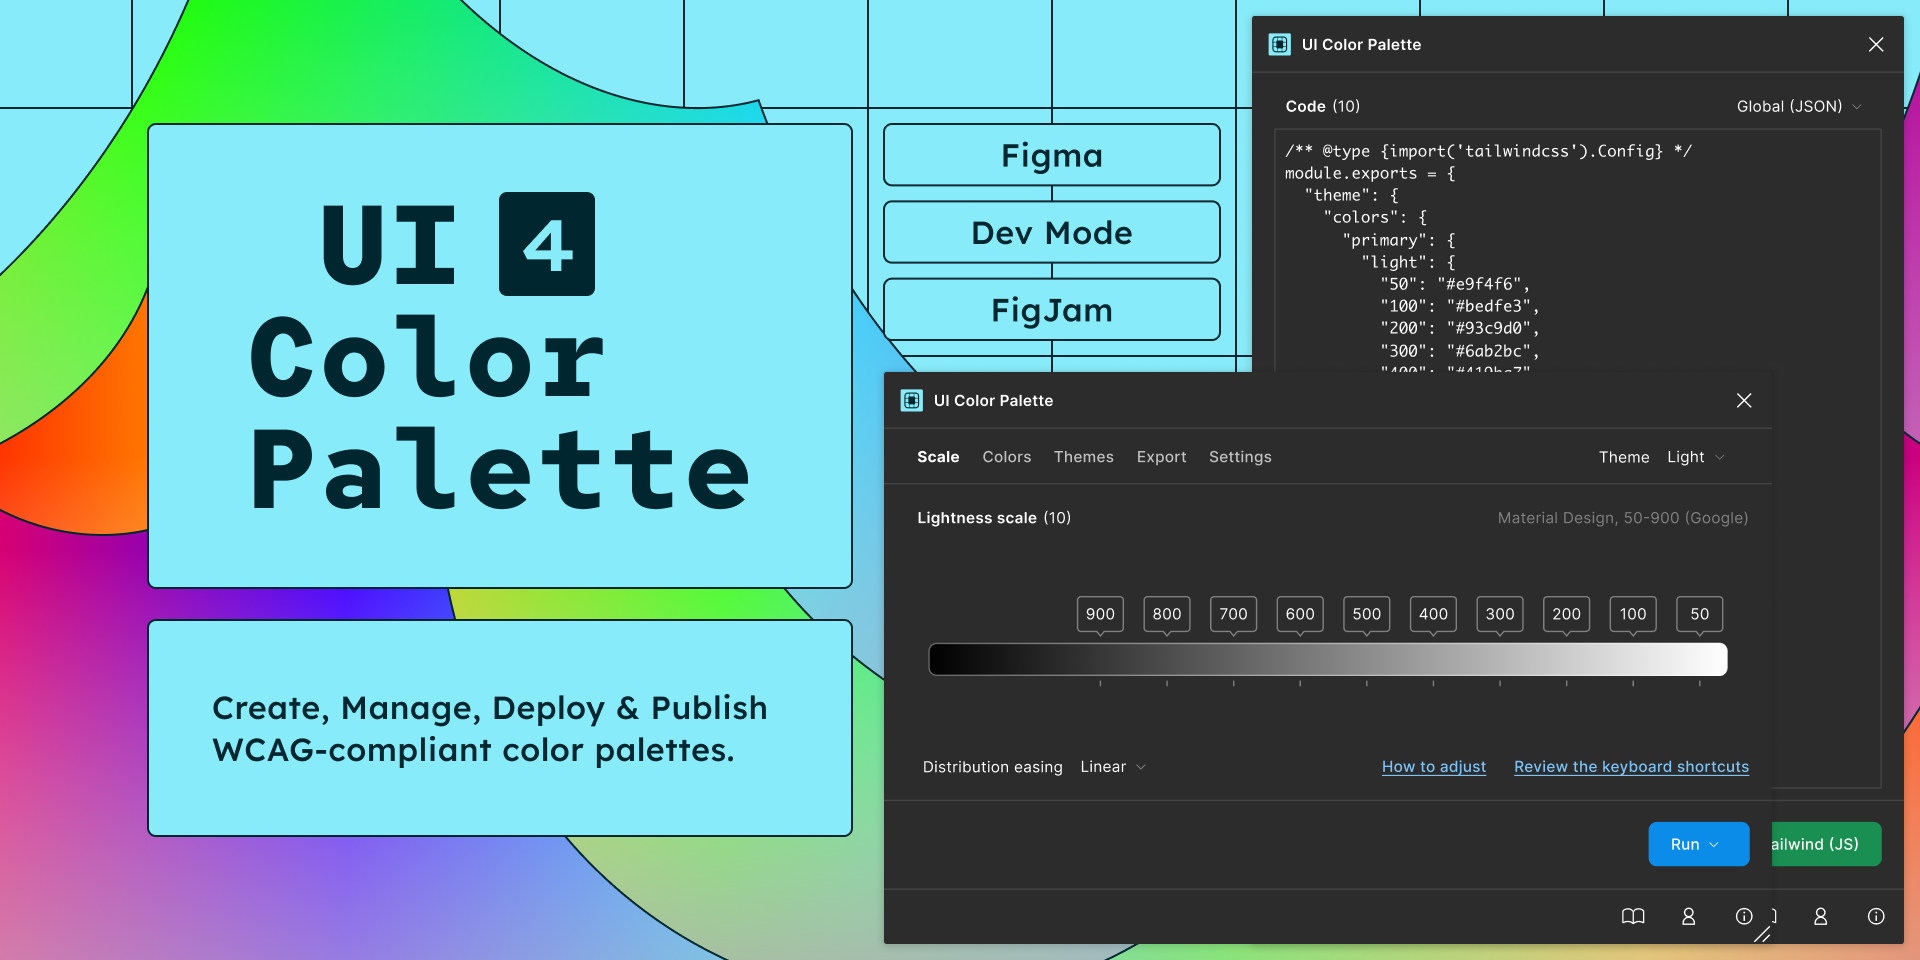 UI 4
Color
Palette
Create, Manage, Deploy & Publish
WCAG-compliant color palettes.
Figma
Dev Mode
FigJam
UI Color Palette
Code (10)
Global (JSON)
/** @type {import('tailwindcss').Config} */
module.exports = {
"theme": {
"colors": {
"primary": {
"light": {
"50": "#e9f4f6",
"100": "#bedfe3",
"200": "#93c9d0",
"300": "#6ab2bc",
UI Color Palette
Scale Colors Themes Export Settings
Theme Light
Lightness scale (10)
Material Design, 50-900 (Google)
900 800 700 600 500 400 300 200 100 50
Distribution easing Linear
How to adjust Review the keyboard shortcuts
Run
ailwind (JS)